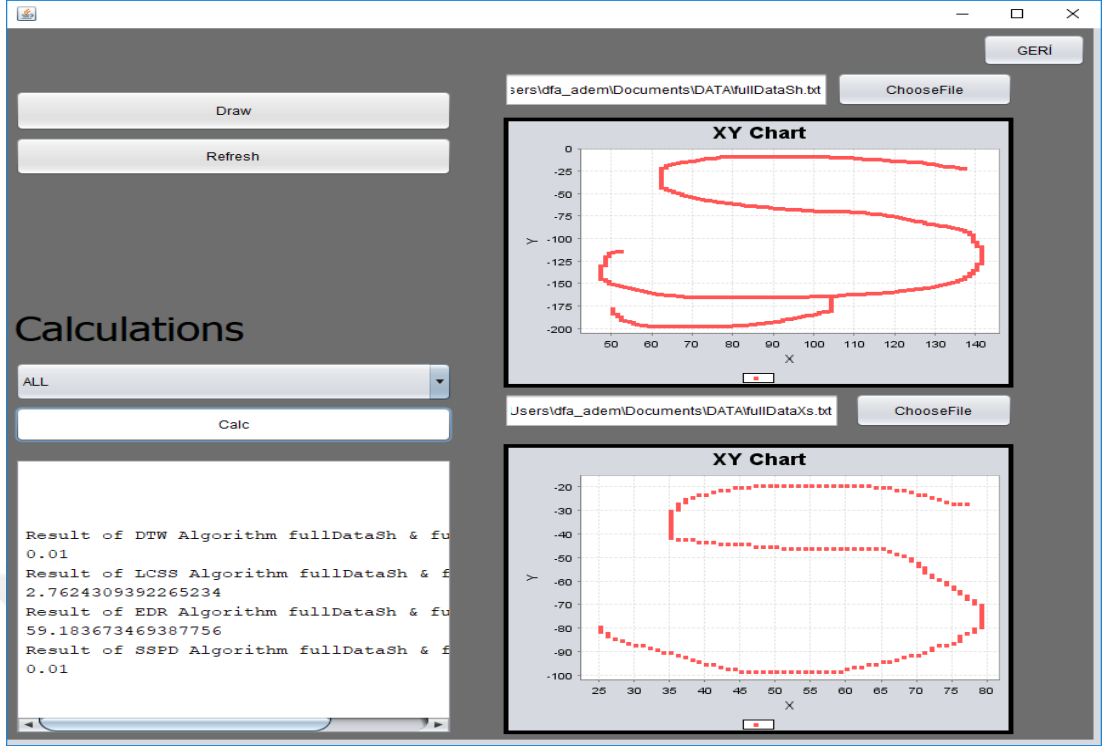 GERİ
Draw
Refresh
Calculations
ALL
Calc
Result of DTW Algorithm fullDataSh & fu
0.01
Result of LCSS Algorithm fullDataSh & f
2.7624309392265234
Result of EDR Algorithm fullDataSh & fu
59.183673469387756
Result of SSPD Algorithm fullDataSh & f
0.01
sers\dfa_adem\Documents\DATA\fullDataSh.txt ChooseFile
XY Chart
0
-25
-50
-75
-100
-125
-150
-175
-200
Y
50 60 70 80 90 100 110 120 130 140
X
Users\dfa_adem\Documents\DATA\fullDataXs.txt ChooseFile
XY Chart
-20
-30
-40
-50
-60
-70
-80
-90
-100
Y
25 30 35 40 45 50 55 60 65 70 75 80
X